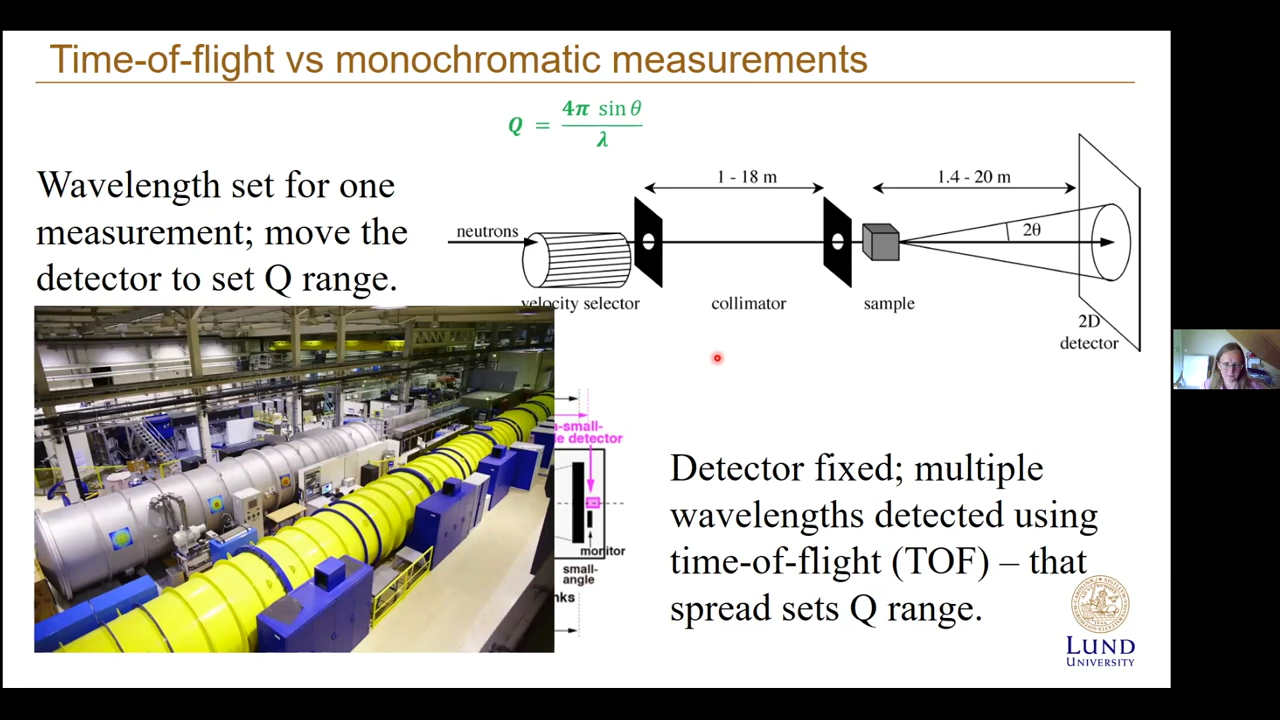 Time-of-flight vs monochromatic measurements
Q = 4π sin θ / λ
Wavelength set for one
measurement; move the
detector to set Q range.
1 - 18 m
1.4 - 20 m
neutrons
2θ
velocity selector
collimator
sample
2D
detector
-small-
detector
monitor
small-
angle
Detector fixed; multiple
wavelengths detected using
time-of-flight (TOF) – that
spread sets Q range.
LUND
UNIVERSITY